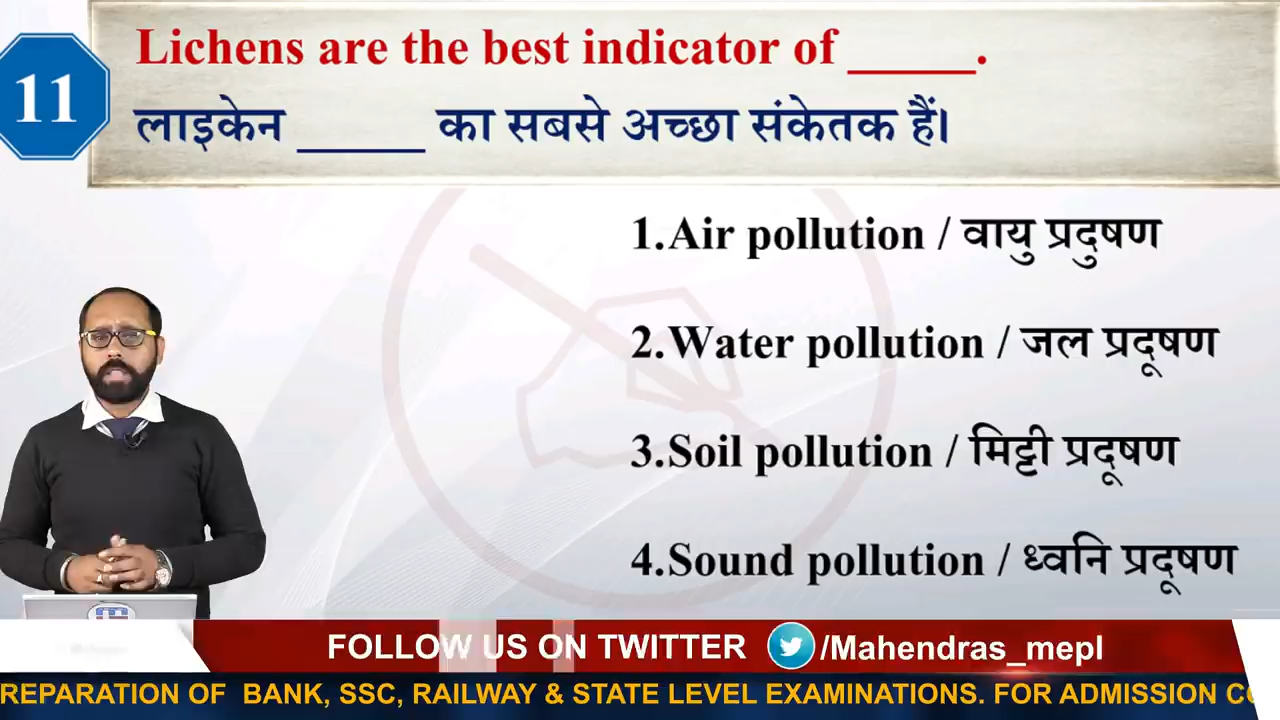 11
Lichens are the best indicator of _____.
लाइकेन _____ का सबसे अच्छा संकेतक हैं।
1.Air pollution / वायु प्रदुषण
2.Water pollution / जल प्रदूषण
3.Soil pollution / मिट्टी प्रदूषण
4.Sound pollution / ध्वनि प्रदूषण
FOLLOW US ON TWITTER /Mahendras_mepl
REPARATION OF BANK, SSC, RAILWAY & STATE LEVEL EXAMINATIONS. FOR ADMISSION